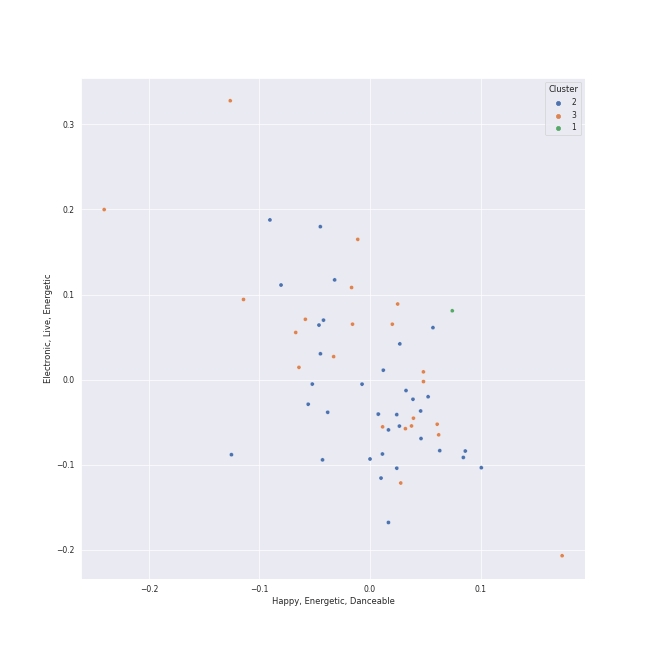 Cluster
2
3
1
0.3
0.2
0.1
0.0
−0.1
−0.2
Electronic, Live, Energetic
−0.2 −0.1 0.0 0.1
Happy, Energetic, Danceable